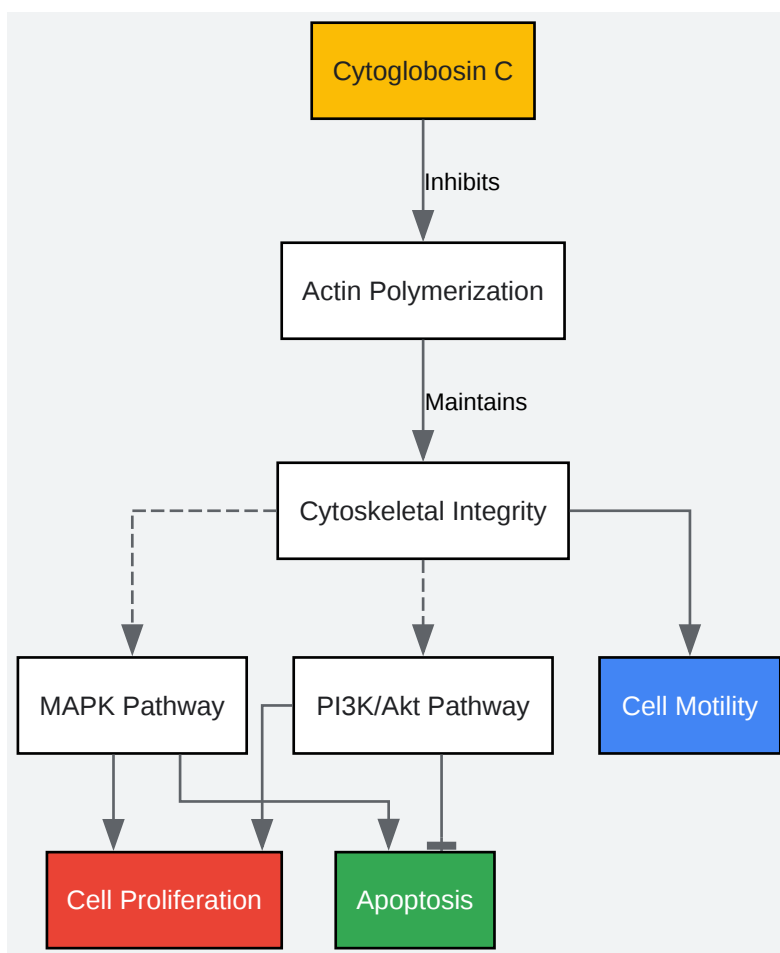 Cytoglobosin C
Inhibits
Actin Polymerization
Maintains
Cytoskeletal Integrity
MAPK Pathway
PI3K/Akt Pathway
Cell Motility
Cell Proliferation
Apoptosis